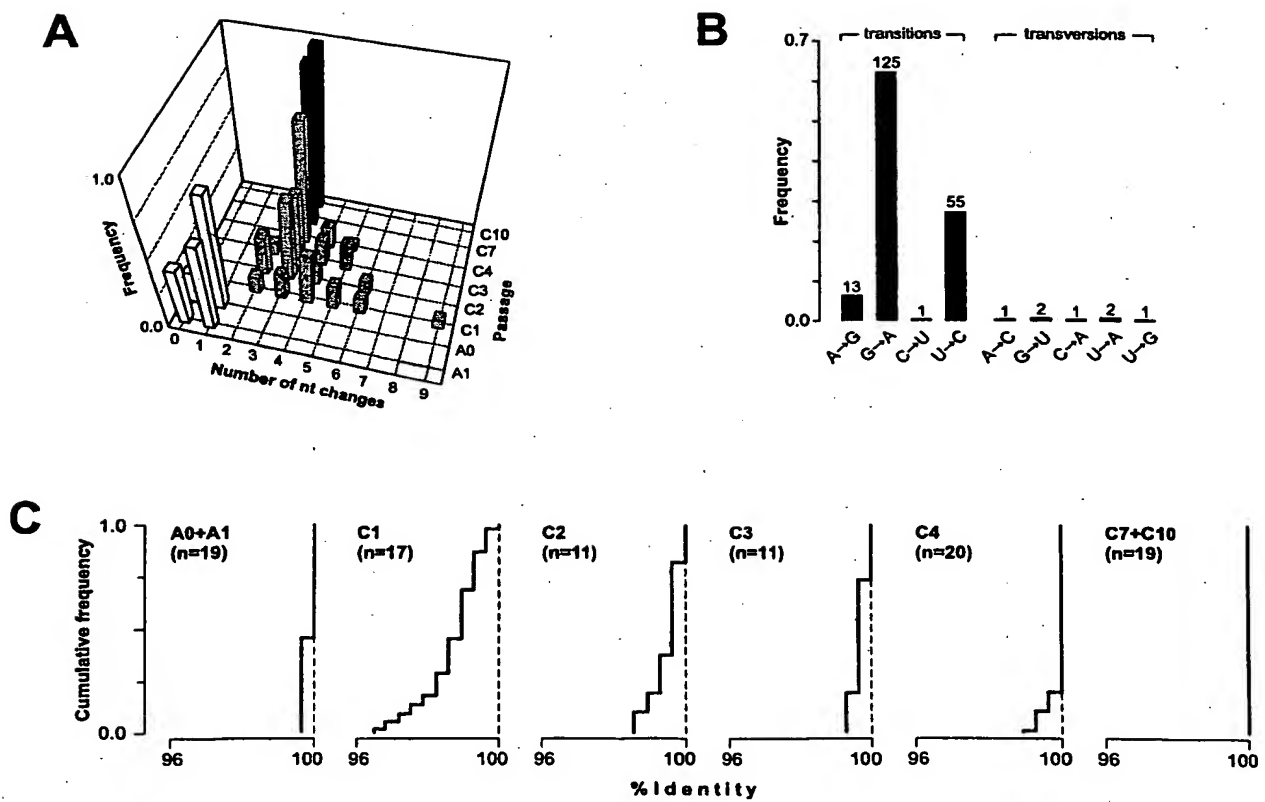 A
1.0
Frequency
0.0
0 1 2 3 4 5 6 7 8 9
Number of nt changes
C10
C7
C4
C3
C2
C1
A0
A1
Passage
B
transitions
transversions
0.7
Frequency
0.0
13
125
1
55
1
2
1
2
1
A→G
G→A
C→U
U→C
A→C
G→U
C→A
U→A
U→G
C
Cumulative frequency
1.0
0.0
A0+A1
(n=19)
C1
(n=17)
C2
(n=11)
C3
(n=11)
C4
(n=20)
C7+C10
(n=19)
96 100
96 100
96 100
96 100
96 100
96 100
% Identity